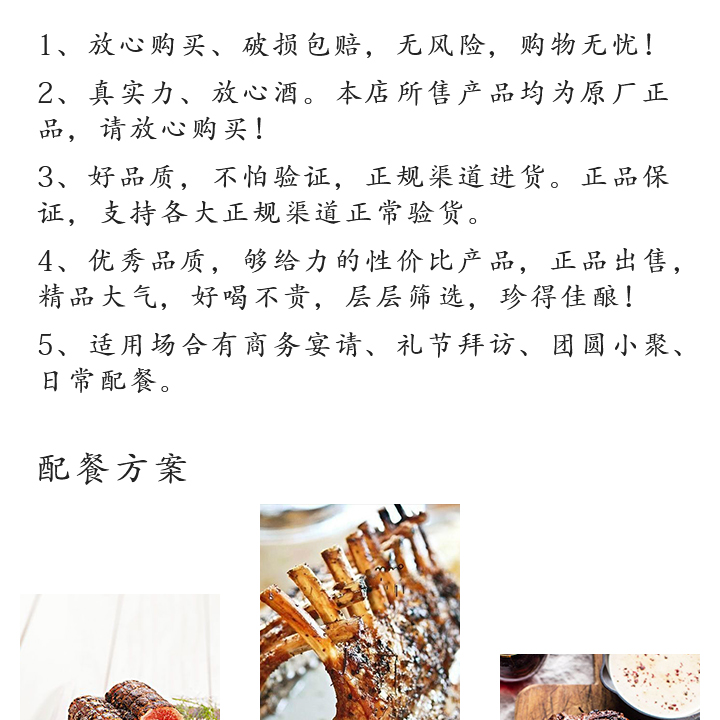 1、放心购买、破损包赔，无风险，购物无忧！
2、真实力、放心酒。本店所售产品均为原厂正
品，请放心购买！
3、好品质，不怕验证，正规渠道进货。正品保
证，支持各大正规渠道正常验货。
4、优秀品质，够给力的性价比产品，正品出售，
精品大气，好喝不贵，层层筛选，珍得佳酿！
5、适用场合有商务宴请、礼节拜访、团圆小聚、
日常配餐。
配餐方案